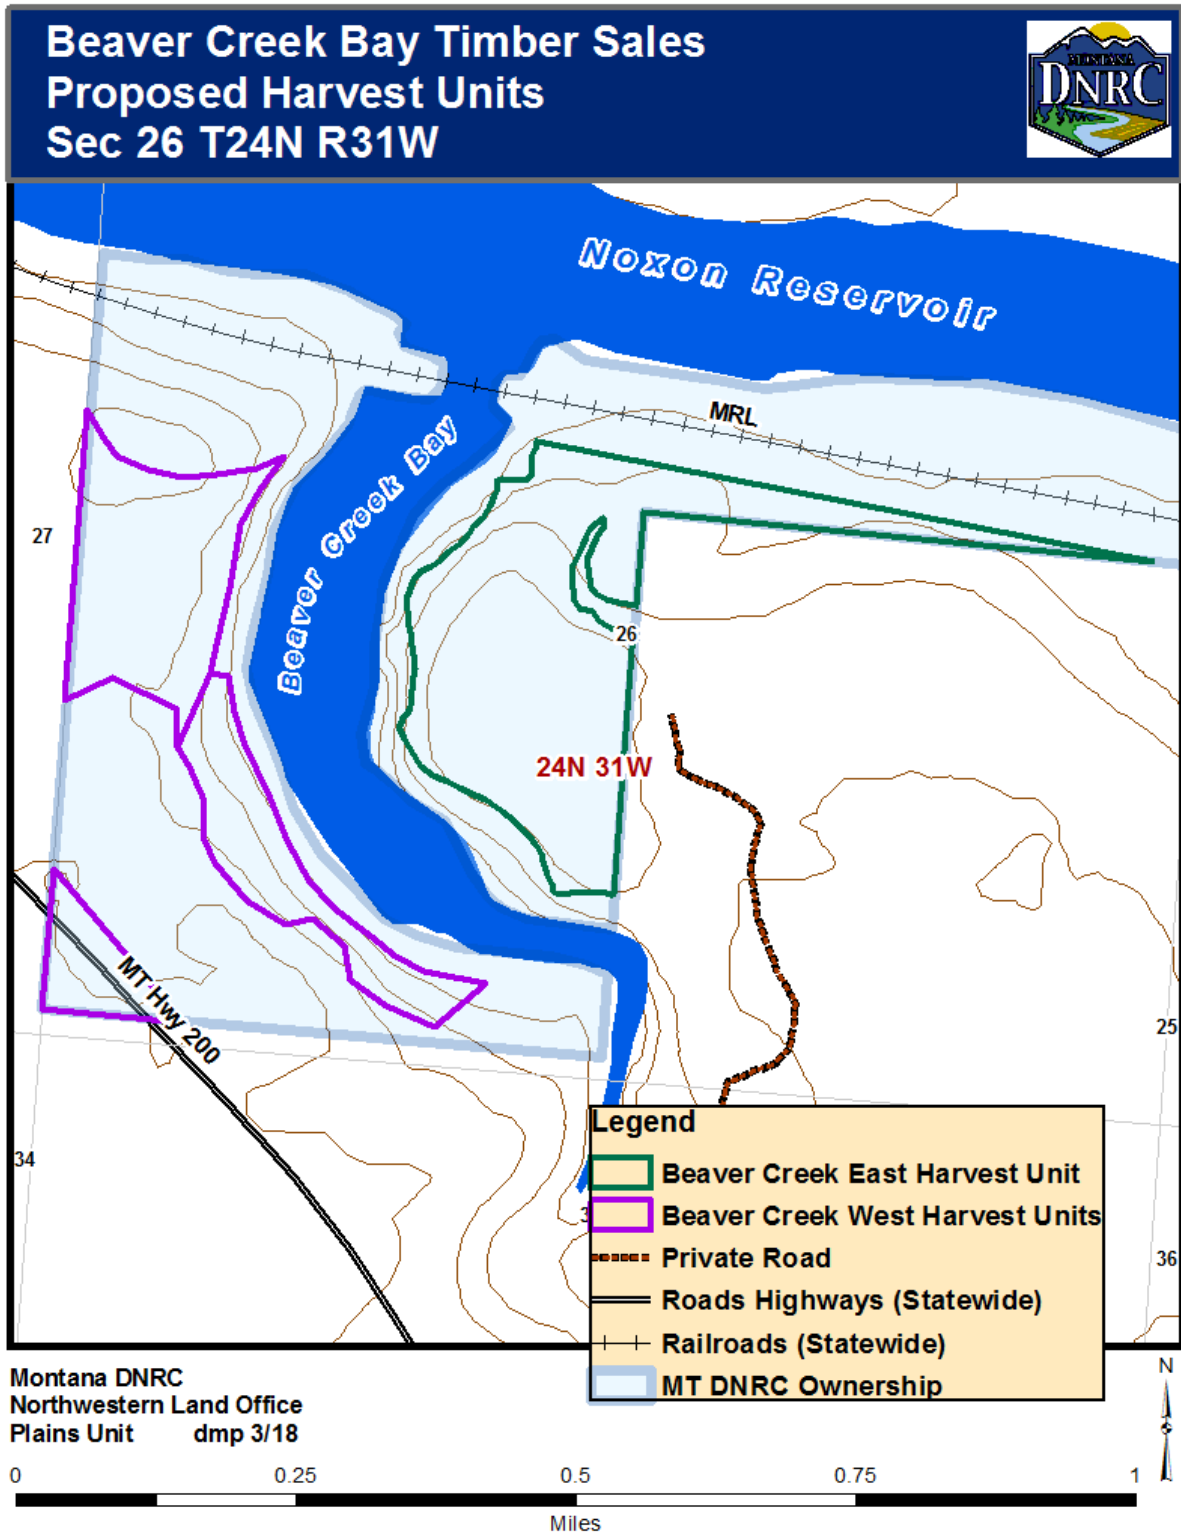 Beaver Creek Bay Timber Sales
Proposed Harvest Units
Sec 26 T24N R31W
MONTANA
DNRC
Noxon Reservoir
MRL
Beaver Creek Bay
27
26
24N 31W
MT Hwy 200
25
34
3
36
Legend
Beaver Creek East Harvest Unit
Beaver Creek West Harvest Units
Private Road
Roads Highways (Statewide)
Railroads (Statewide)
MT DNRC Ownership
Montana DNRC
Northwestern Land Office
Plains Unit dmp 3/18
N
0 0.25 0.5 0.75 1
Miles